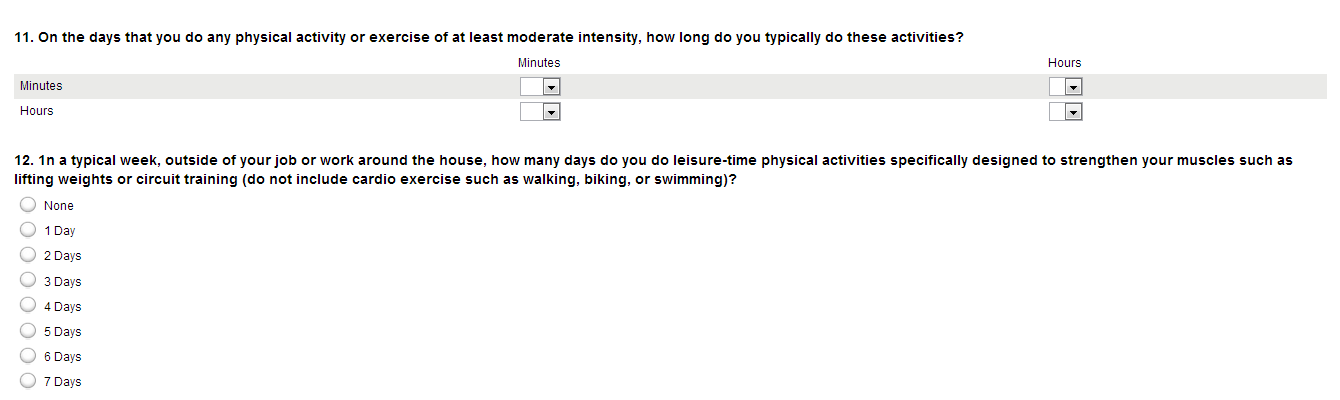 11. On the days that you do any physical activity or exercise of at least moderate intensity, how long do you typically do these activities?
Minutes Hours
Minutes
Hours
12. 1n a typical week, outside of your job or work around the house, how many days do you do leisure-time physical activities specifically designed to strengthen your muscles such as
lifting weights or circuit training (do not include cardio exercise such as walking, biking, or swimming)?
None
1 Day
2 Days
3 Days
4 Days
5 Days
6 Days
7 Days